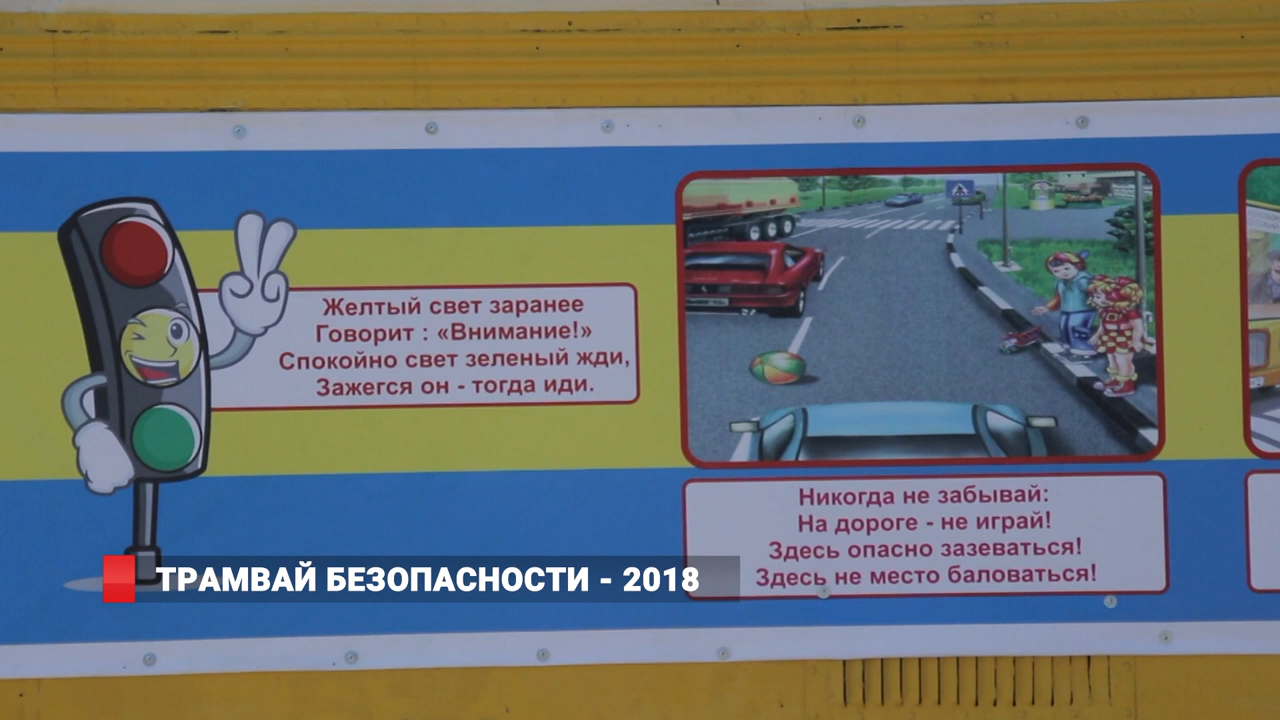 Желтый свет заранее
Говорит : «Внимание!»
Спокойно свет зеленый жди,
Зажегся он - тогда иди.
Никогда не забывай:
На дороге - не играй!
Здесь опасно зазеваться!
Здесь не место баловаться!
ТРАМВАЙ БЕЗОПАСНОСТИ - 2018